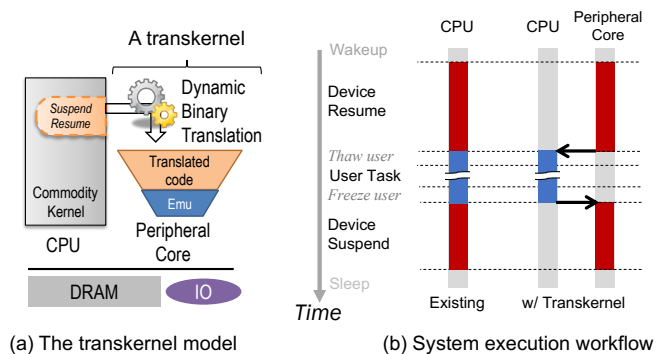 A transkernel
Suspend
Resume
Dynamic
Binary
Translation
Translated
code
Commodity
Kernel
Emu
CPU
Peripheral
Core
DRAM
IO
(a) The transkernel model
CPU
CPU
Peripheral
Core
Wakeup
Device
Resume
Thaw user
User Task
Freeze user
Device
Suspend
Sleep
Time
Existing
w/ Transkernel
(b) System execution workflow